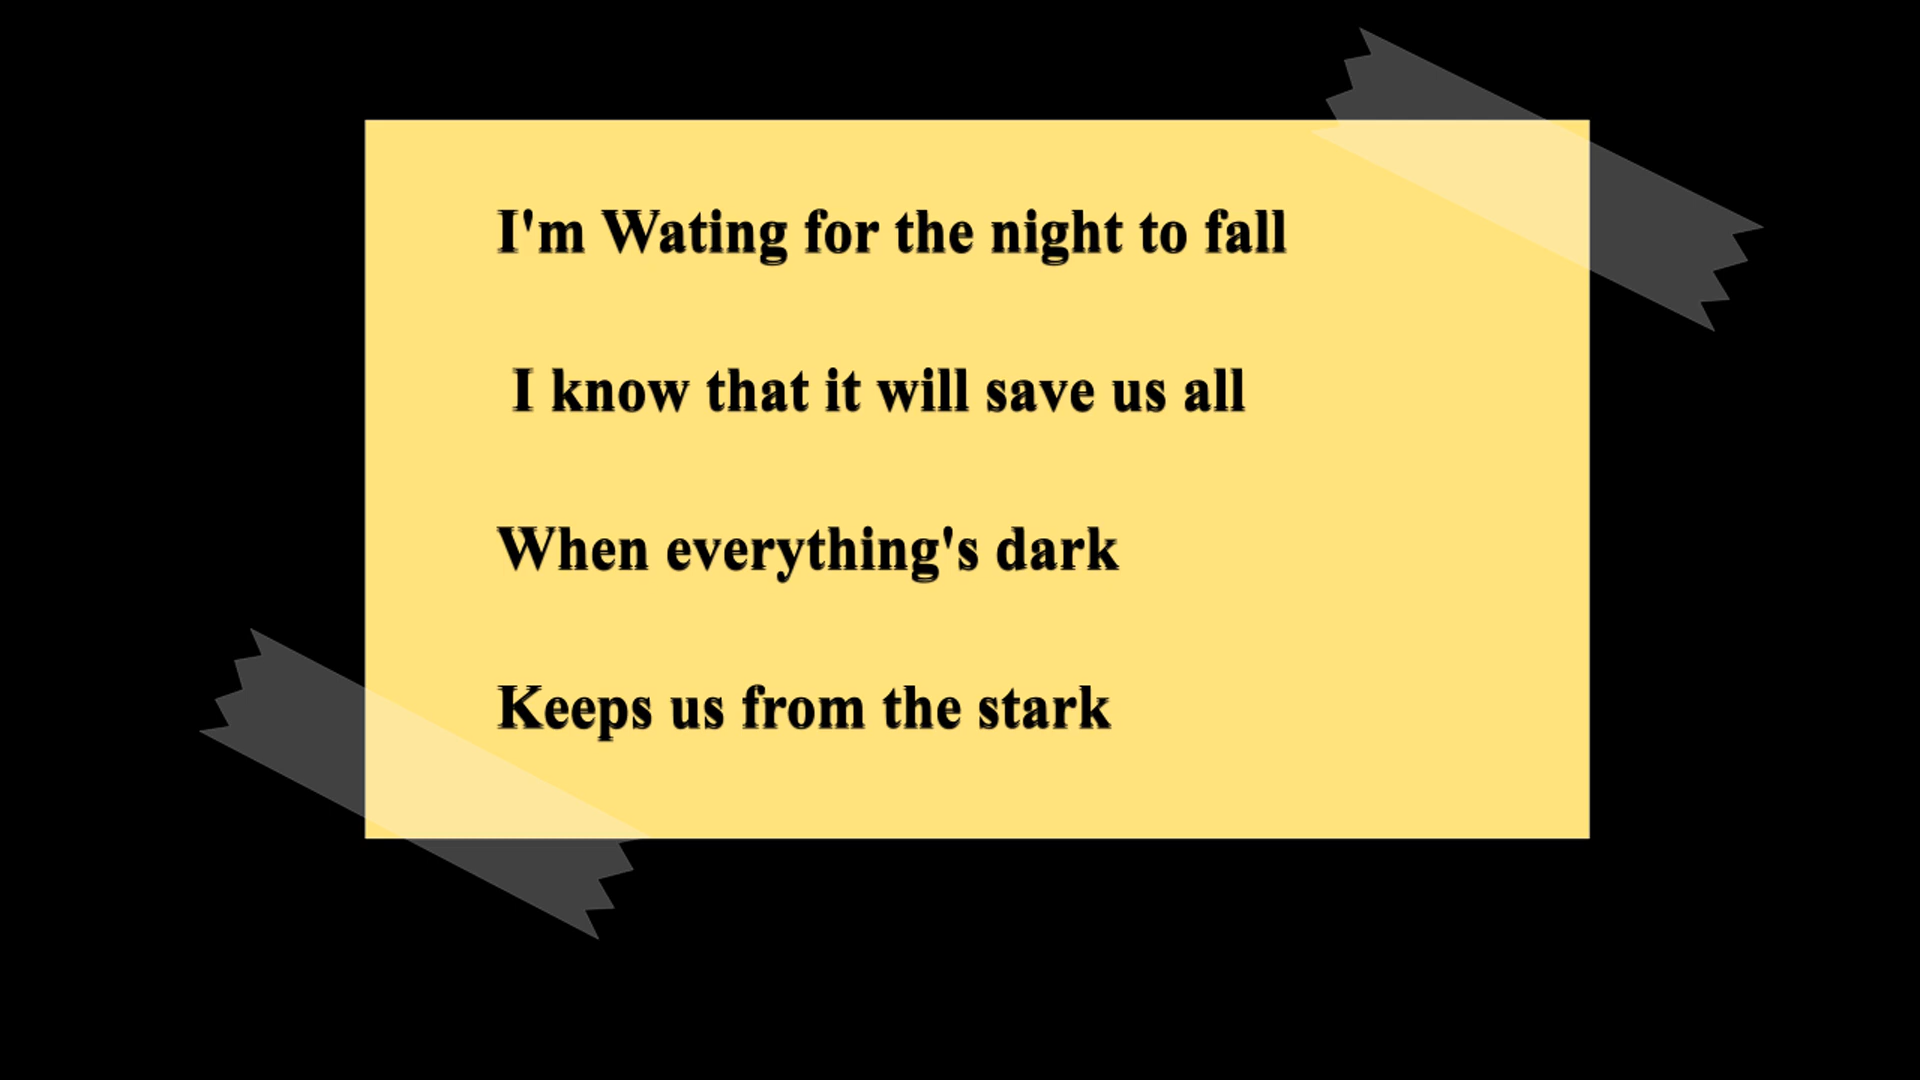 I'm Wating for the night to fall
I know that it will save us all
When everything's dark
Keeps us from the stark